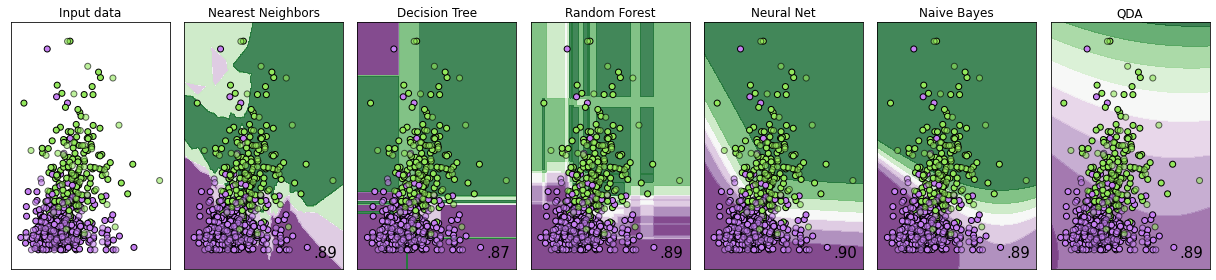 Input data
Nearest Neighbors
Decision Tree
Random Forest
Neural Net
Naive Bayes
QDA
.89
.87
.89
.90
.89
.89